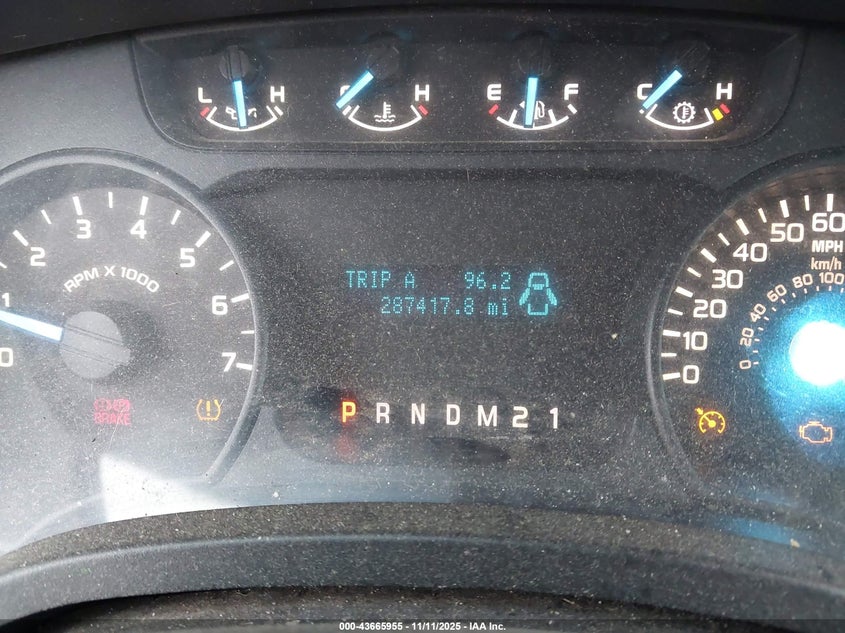 L H
C H
E F
C H
1 2 3 4 5 6 7
0
RPM X 1000
TRIP A 96.2
287417.8 mi
P R N D M 2 1
BRAKE
0 10 20 30 40 50 60
MPH
km/h
0 20 40 60 80 100
000-43665955 - 11/11/2025 - IAA Inc.